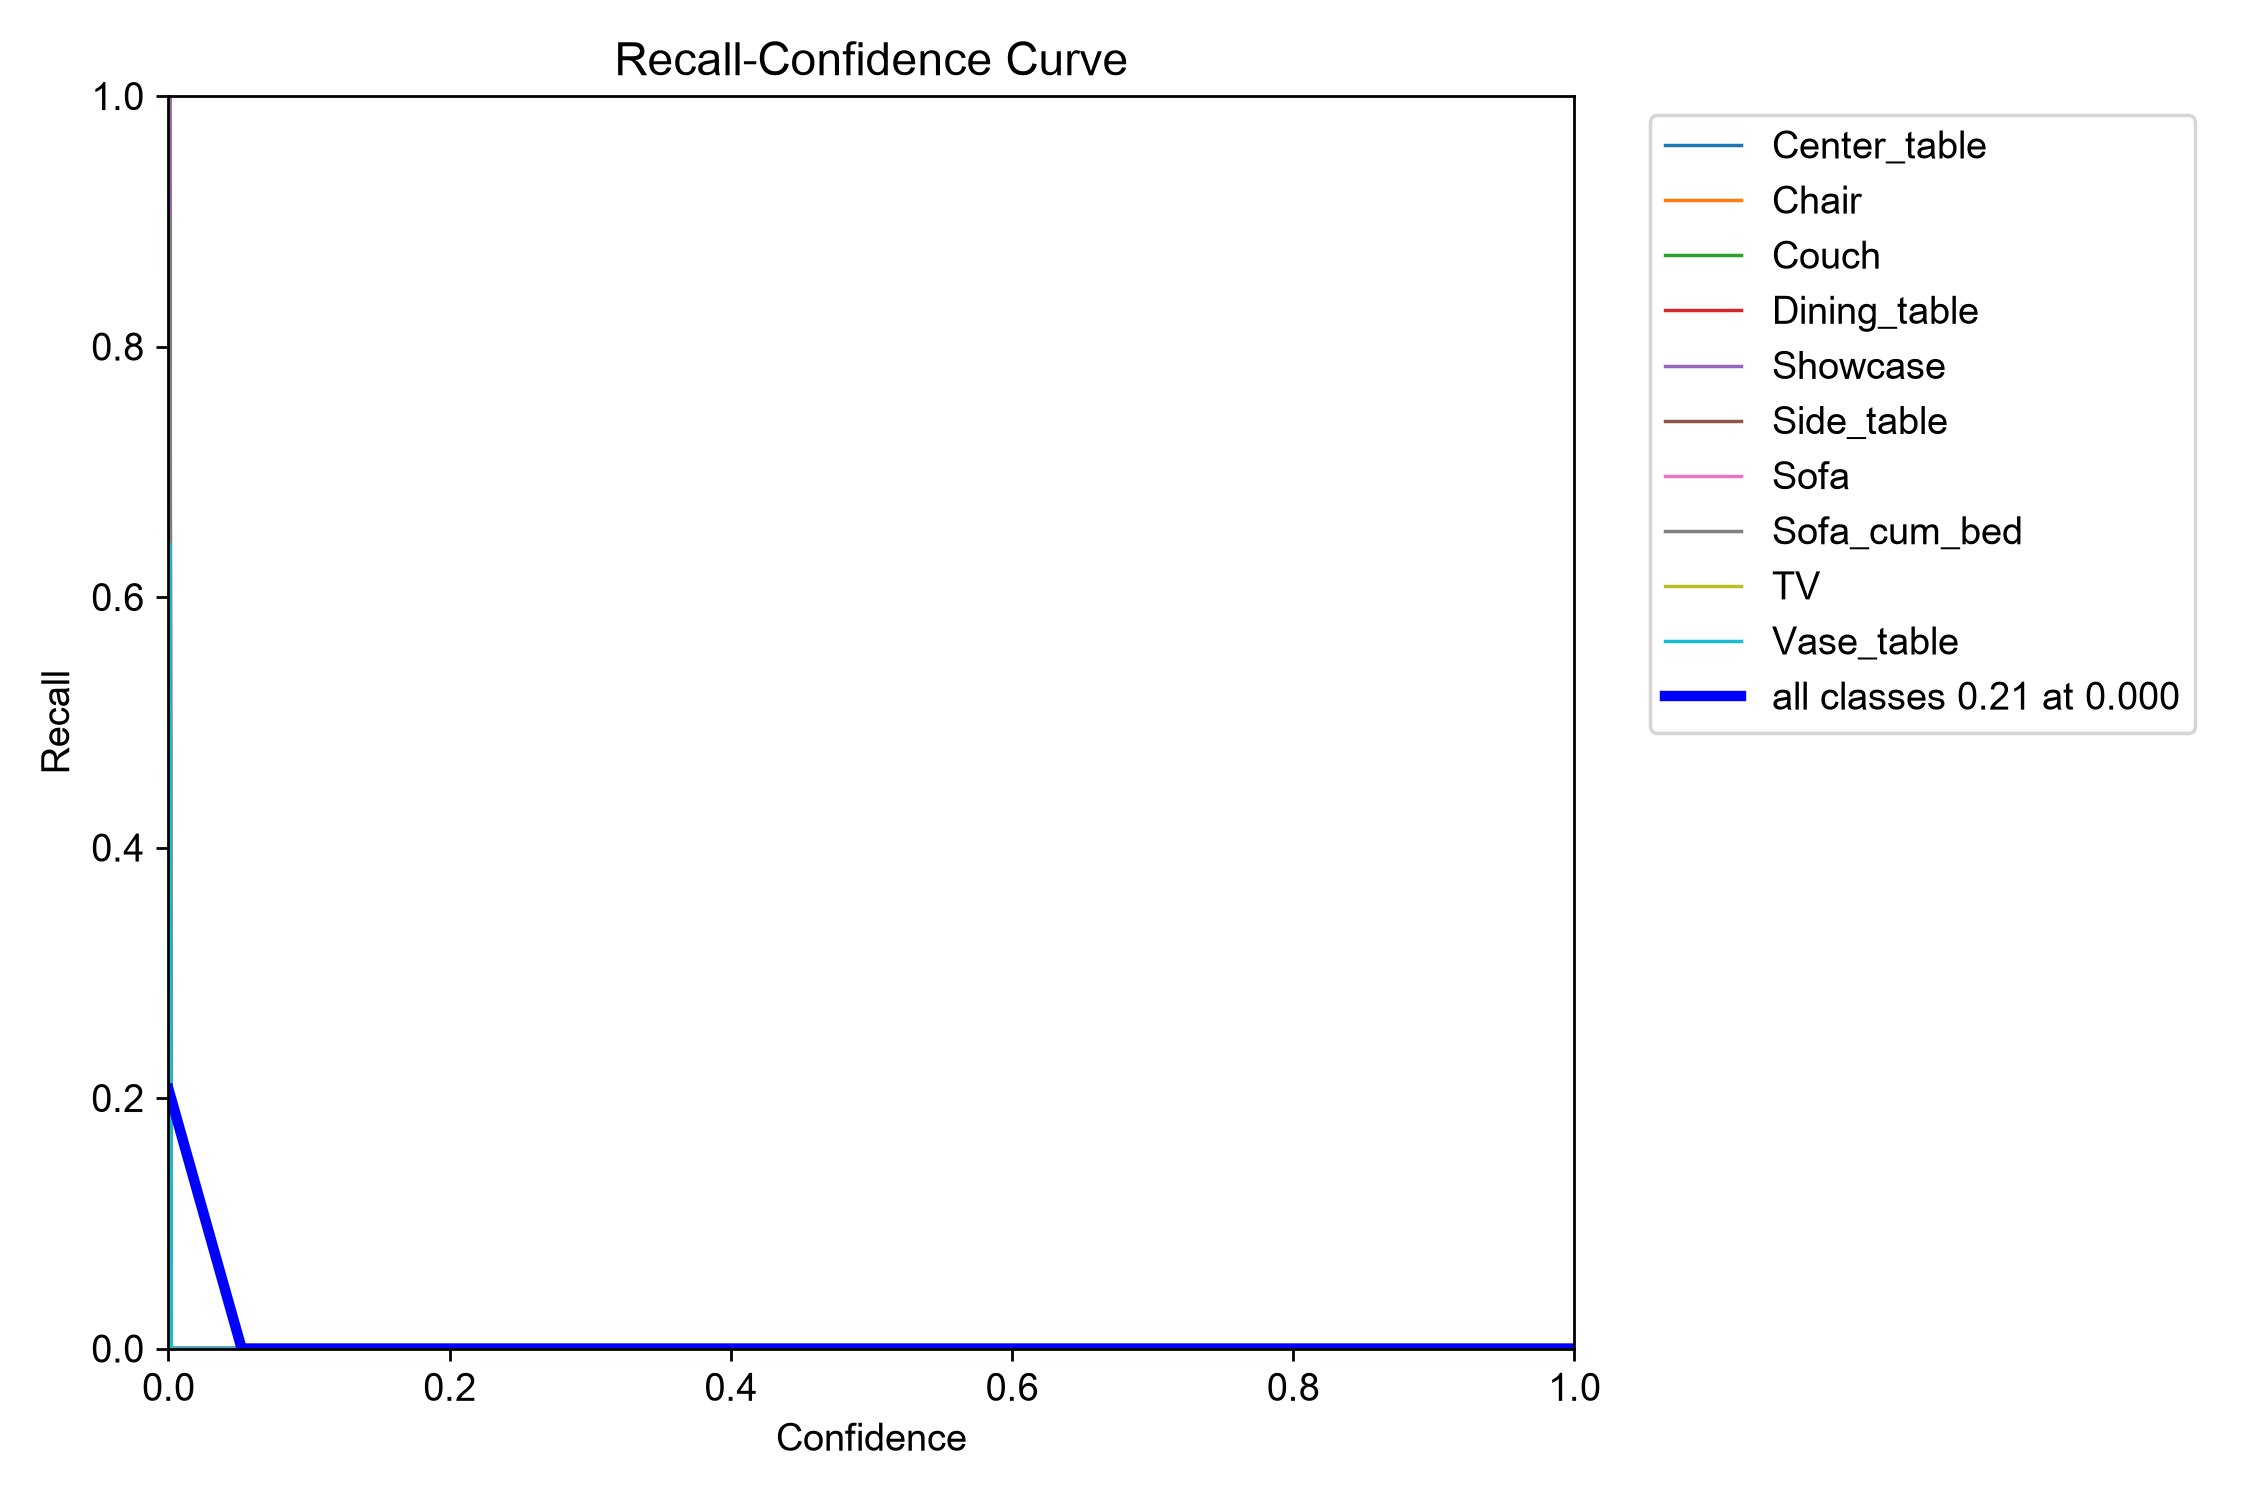 Recall-Confidence Curve
1.0
0.8
0.6
0.4
0.2
0.0
Recall
0.0 0.2 0.4 0.6 0.8 1.0
Confidence
Center_table
Chair
Couch
Dining_table
Showcase
Side_table
Sofa
Sofa_cum_bed
TV
Vase_table
all classes 0.21 at 0.000